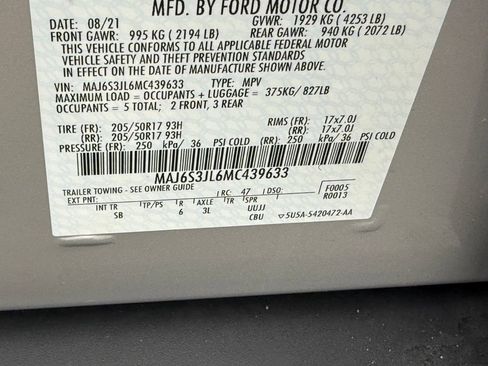 MFD. BY FORD MOTOR CO.
DATE: 08/21 GVWR: 1929 KG ( 4253 LB)
FRONT GAWR: 995 KG ( 2194 LB) REAR GAWR: 940 KG ( 2072 LB)
THIS VEHICLE CONFORMS TO ALL APPLICABLE FEDERAL MOTOR
VEHICLE SAFETY AND THEFT PREVENTION STANDARDS
IN EFFECT ON THE DATE OF MANUFACTURE SHOWN ABOVE.
VIN: MAJ6S3JL6MC439633 TYPE: MPV
MAXIMUM LOAD = OCCUPANTS + LUGGAGE = 375KG/ 827LB
OCCUPANTS = 5 TOTAL; 2 FRONT, 3 REAR
TIRE (FR): 205/50R17 93H RIMS (FR): 17x7.0J
(RR): 205/50R17 93H (RR): 17x7.0J
PRESSURE (FR): 250 kPa/ 36 PSI COLD (RR): 250 kPa/ 36 PSI COLD
MAJ6S3JL6MC439633
TRAILER TOWING - SEE OWNER GUIDE
EXT PNT: RC: 47 DSO: F0005
INT TR TP/PS R AXLE TR SPR R0013
SB 6 3L UUJJ
CBU 5U5A-5420472-AA